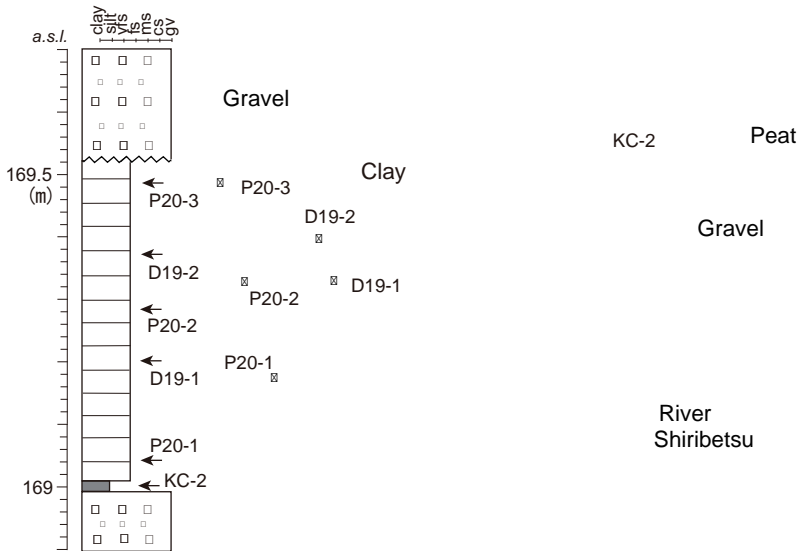 clay
silt
vfs
fs
ms
cs
gv
a.s.l.
Gravel
KC-2
Peat
169.5
(m)
Clay
P20-3
P20-3
D19-2
Gravel
D19-2
D19-1
P20-2
P20-2
P20-1
D19-1
River
Shiribetsu
P20-1
KC-2
169